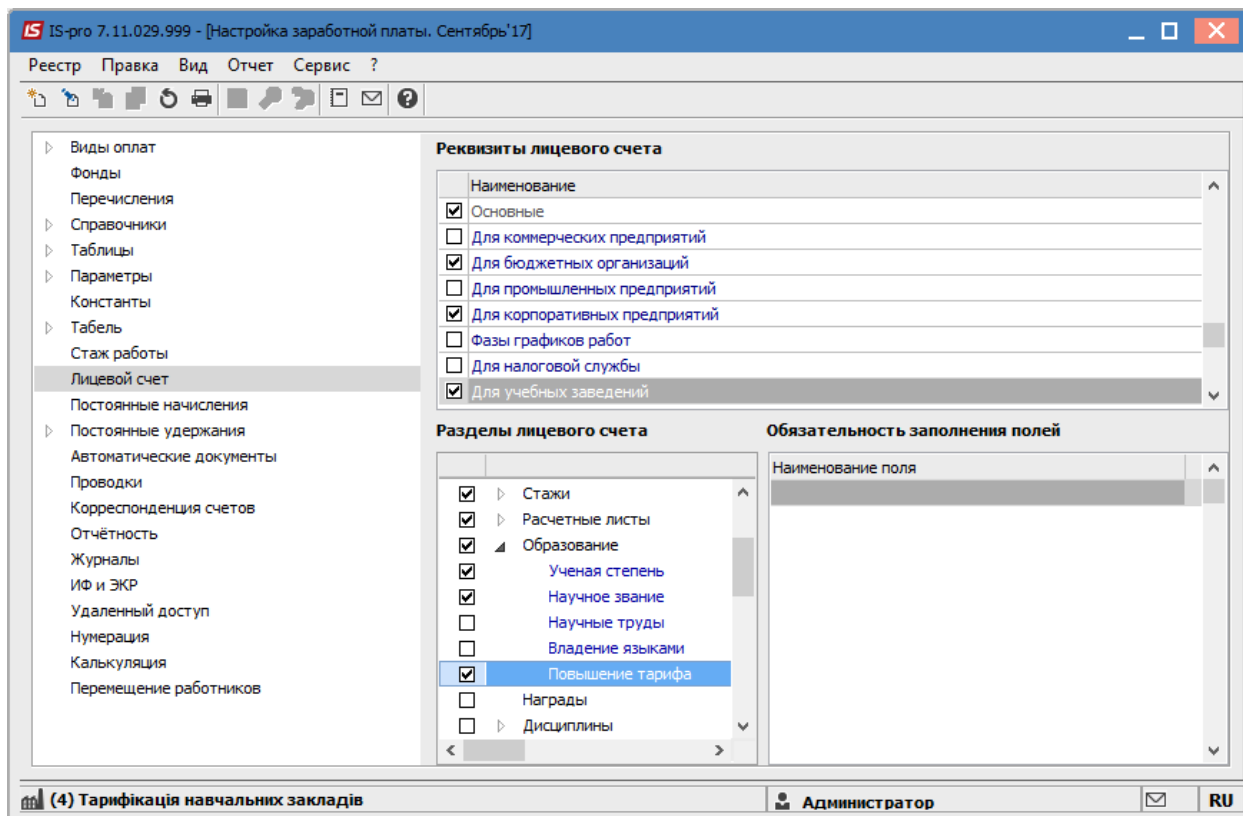 IS IS-pro 7.11.029.999 - [Настройка заработной платы. Сентябрь'17]
Реестр Правка Вид Отчет Сервис ?
Виды оплат
Фонды
Перечисления
Справочники
Таблицы
Параметры
Константы
Табель
Стаж работы
Лицевой счет
Постоянные начисления
Постоянные удержания
Автоматические документы
Проводки
Корреспонденция счетов
Отчётность
Журналы
ИФ и ЭКР
Удаленный доступ
Нумерация
Калькуляция
Перемещение работников
Реквизиты лицевого счета
Наименование
Основные
Для коммерческих предприятий
Для бюджетных организаций
Для промышленных предприятий
Для корпоративных предприятий
Фазы графиков работ
Для налоговой службы
Для учебных заведений
Разделы лицевого счета
Стажи
Расчетные листы
Образование
Ученая степень
Научное звание
Научные труды
Владение языками
Повышение тарифа
Награды
Дисциплины
Обязательность заполнения полей
Наименование поля
(4) Тарифікація навчальних закладів
Администратор
RU